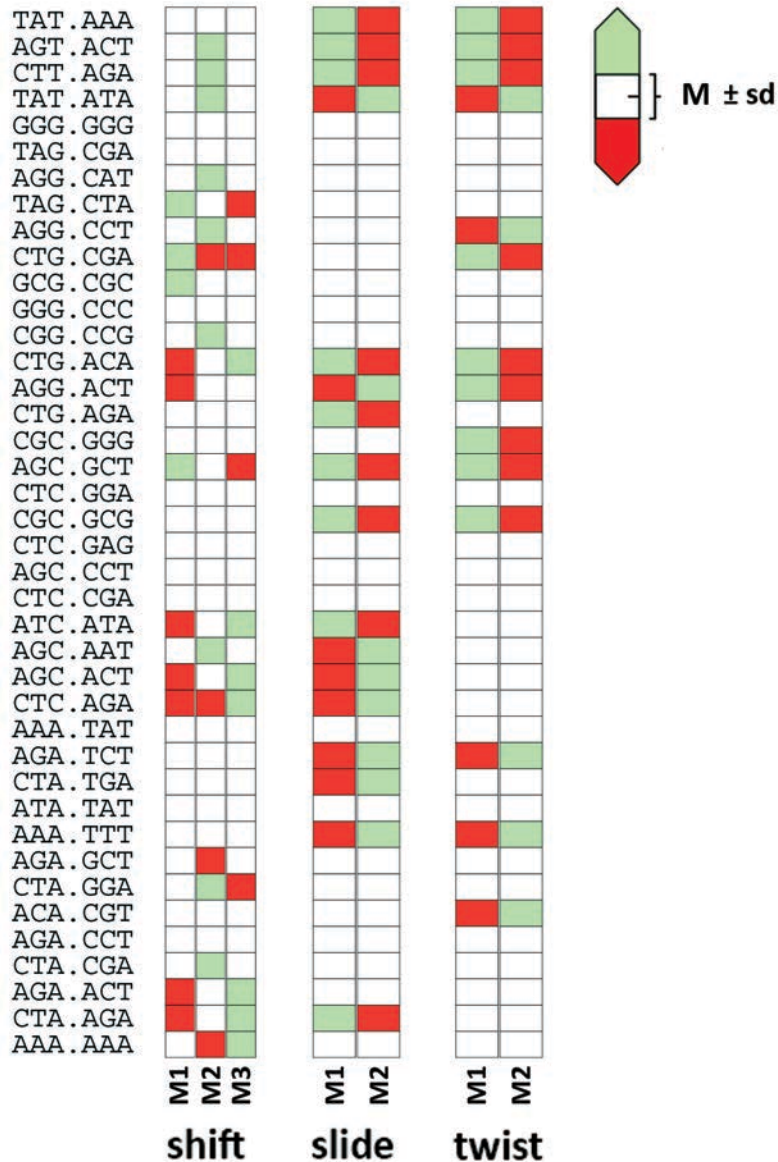 TAT.AAA
AGT.ACT
CTT.AGA
TAT.ATA
GGG.GGG
TAG.CGA
AGG.CAT
TAG.CTA
AGG.CCT
CTG.CGA
GCG.CGC
GGG.CCC
CGG.CCG
CTG.ACA
AGG.ACT
CTG.AGA
CGC.GGG
AGC.GCT
CTC.GGA
CGC.GCG
CTC.GAG
AGC.CCT
CTC.CGA
ATC.ATA
AGC.AAT
AGC.ACT
CTC.AGA
AAA.TAT
AGA.TCT
CTA.TGA
ATA.TAT
AAA.TTT
AGA.GCT
CTA.GGA
ACA.CGT
AGA.CCT
CTA.CGA
AGA.ACT
CTA.AGA
AAA.AAA
M ± sd
M1 M2 M3 M1 M2 M1 M2
shift slide twist